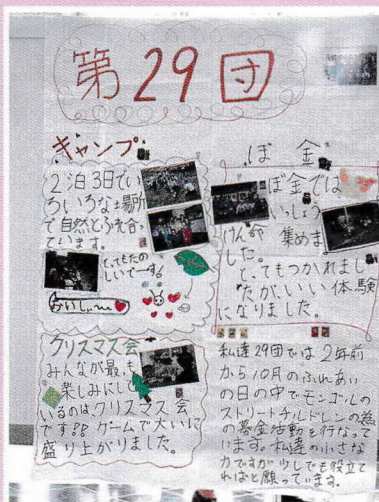 第29団
キャンプ
2泊3日でい
ろいろな場所
で自然とふれ合っ
ています。
とってもたの
しいでーす。
おいしい
ぼ金
ぼ金では
いっしょう
けん命 集めま
した。
とってもつかれまし
たが、いい体験
になりました。
クリスマス会
みんなが最も
楽しみにして
いるのはクリスマス会
です!! ゲームで大いに
盛り上がりました。
私達29団では2年前
から10月のふれあい
の日の中でモンゴルの
ストリートチルドレンの為
の募金活動を行なって
います。私達の小さな
力ですが少しでも役立て
ればと願っています。